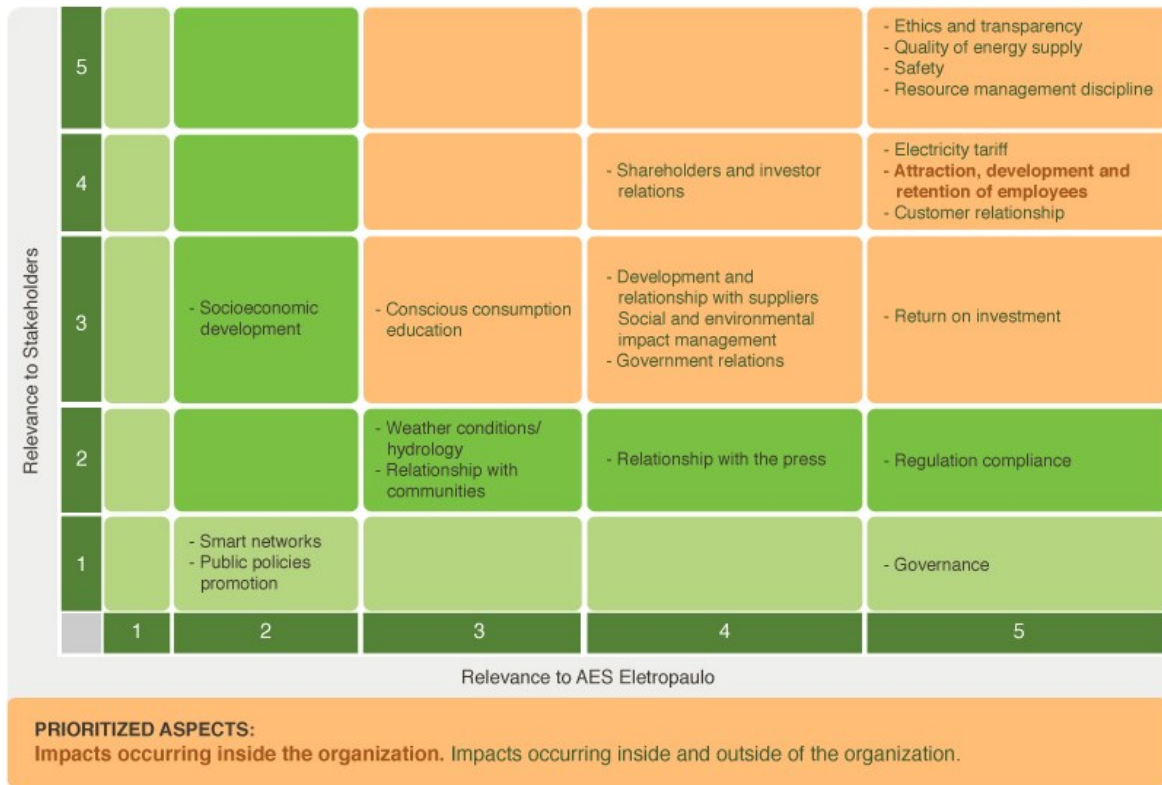 Relevance to Stakeholders
5
- Ethics and transparency
- Quality of energy supply
- Safety
- Resource management discipline
4
- Shareholders and investor
relations
- Electricity tariff
- Attraction, development and
retention of employees
- Customer relationship
3
- Socioeconomic
development
- Conscious consumption
education
- Development and
relationship with suppliers
Social and environmental
impact management
- Government relations
- Return on investment
2
- Weather conditions/
hydrology
- Relationship with
communities
- Relationship with the press
- Regulation compliance
1
- Smart networks
- Public policies
promotion
- Governance
1 2 3 4 5
Relevance to AES Eletropaulo
PRIORITIZED ASPECTS:
Impacts occurring inside the organization. Impacts occurring inside and outside of the organization.